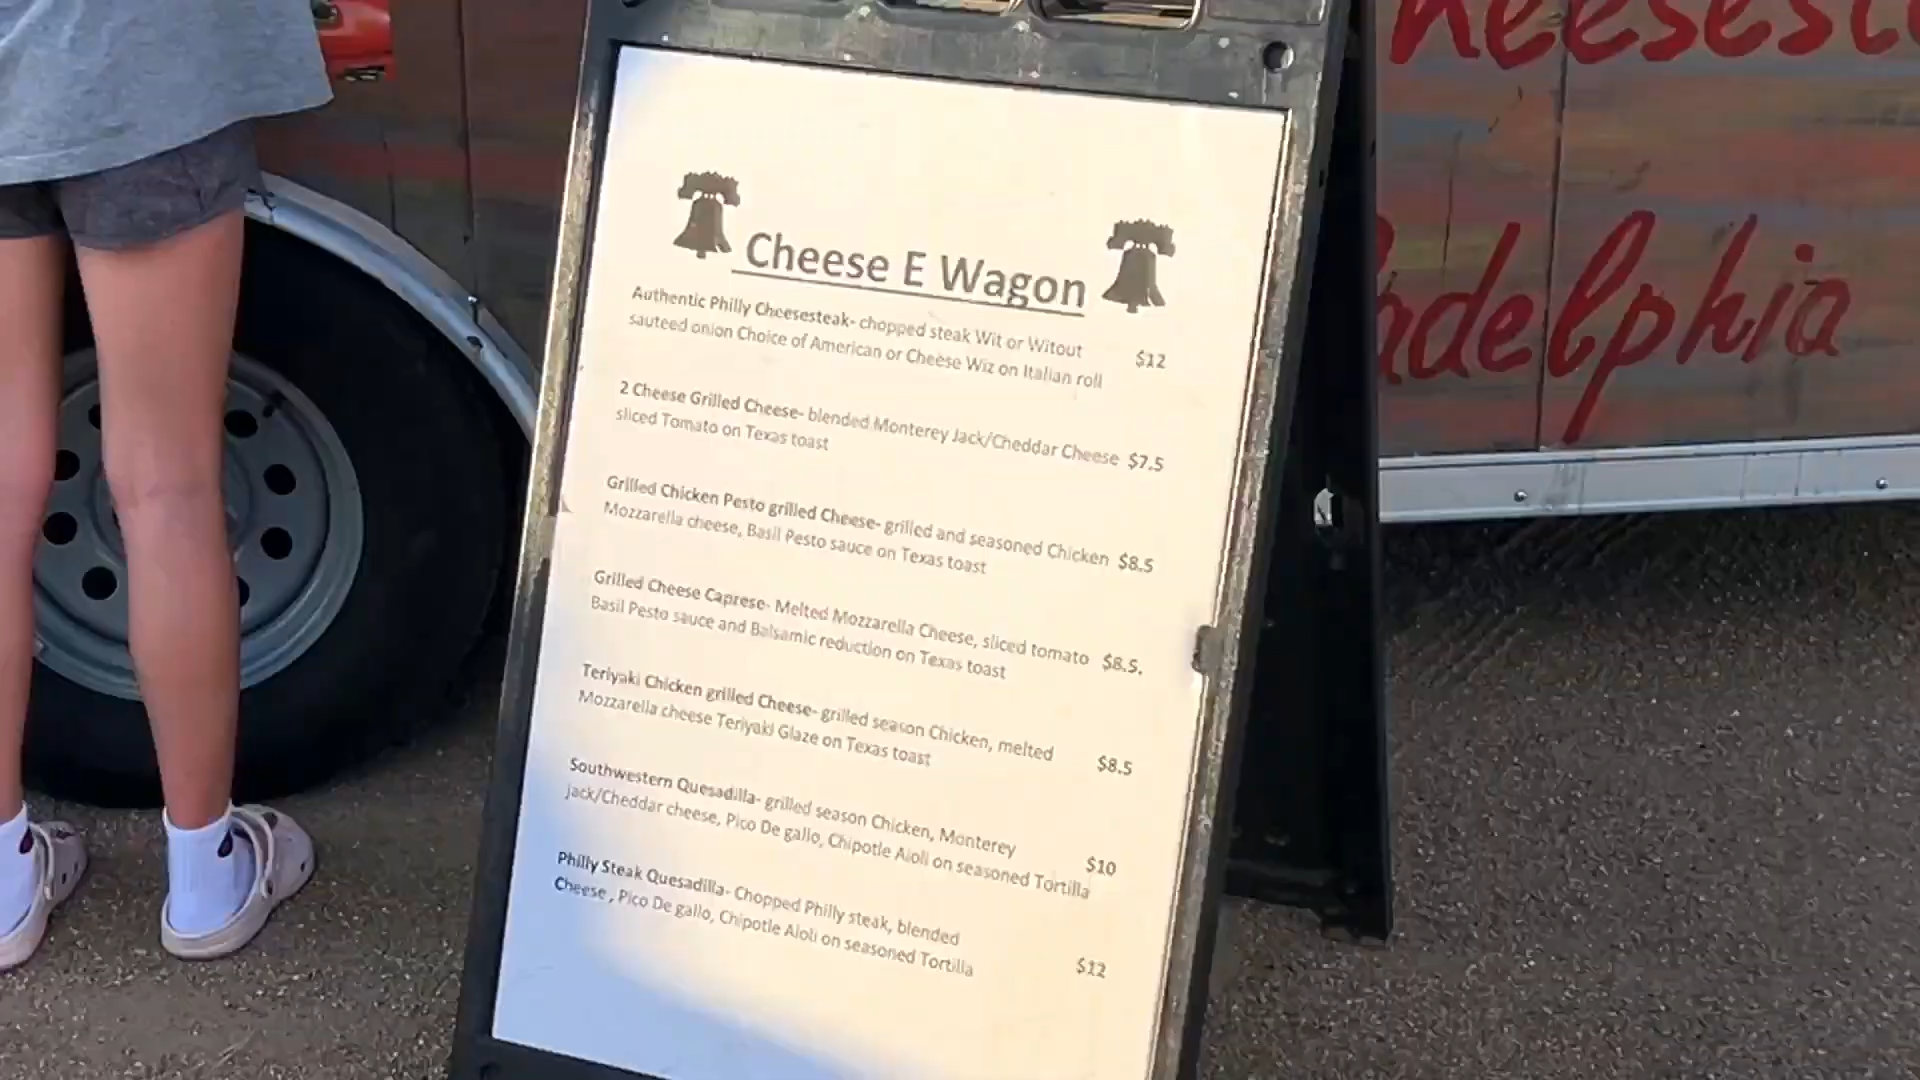 Cheese E Wagon
Authentic Philly Cheesesteak- chopped steak Wit or Witout
sauteed onion Choice of American or Cheese Wiz on Italian roll $12
2 Cheese Grilled Cheese- blended Monterey Jack/Cheddar Cheese $7.5
sliced Tomato on Texas toast
Grilled Chicken Pesto grilled Cheese- grilled and seasoned Chicken $8.5
Mozzarella cheese, Basil Pesto sauce on Texas toast
Grilled Cheese Caprese- Melted Mozzarella Cheese, sliced tomato $8.5.
Basil Pesto sauce and Balsamic reduction on Texas toast
Teriyaki Chicken grilled Cheese- grilled season Chicken, melted
Mozzarella cheese Teriyaki Glaze on Texas toast $8.5
Southwestern Quesadilla- grilled season Chicken, Monterey
jack/Cheddar cheese, Pico De gallo, Chipotle Aioli on seasoned Tortilla $10
Philly Steak Quesadilla- Chopped Philly steak, blended
Cheese , Pico De gallo, Chipotle Aioli on seasoned Tortilla $12
heesest
adelphia